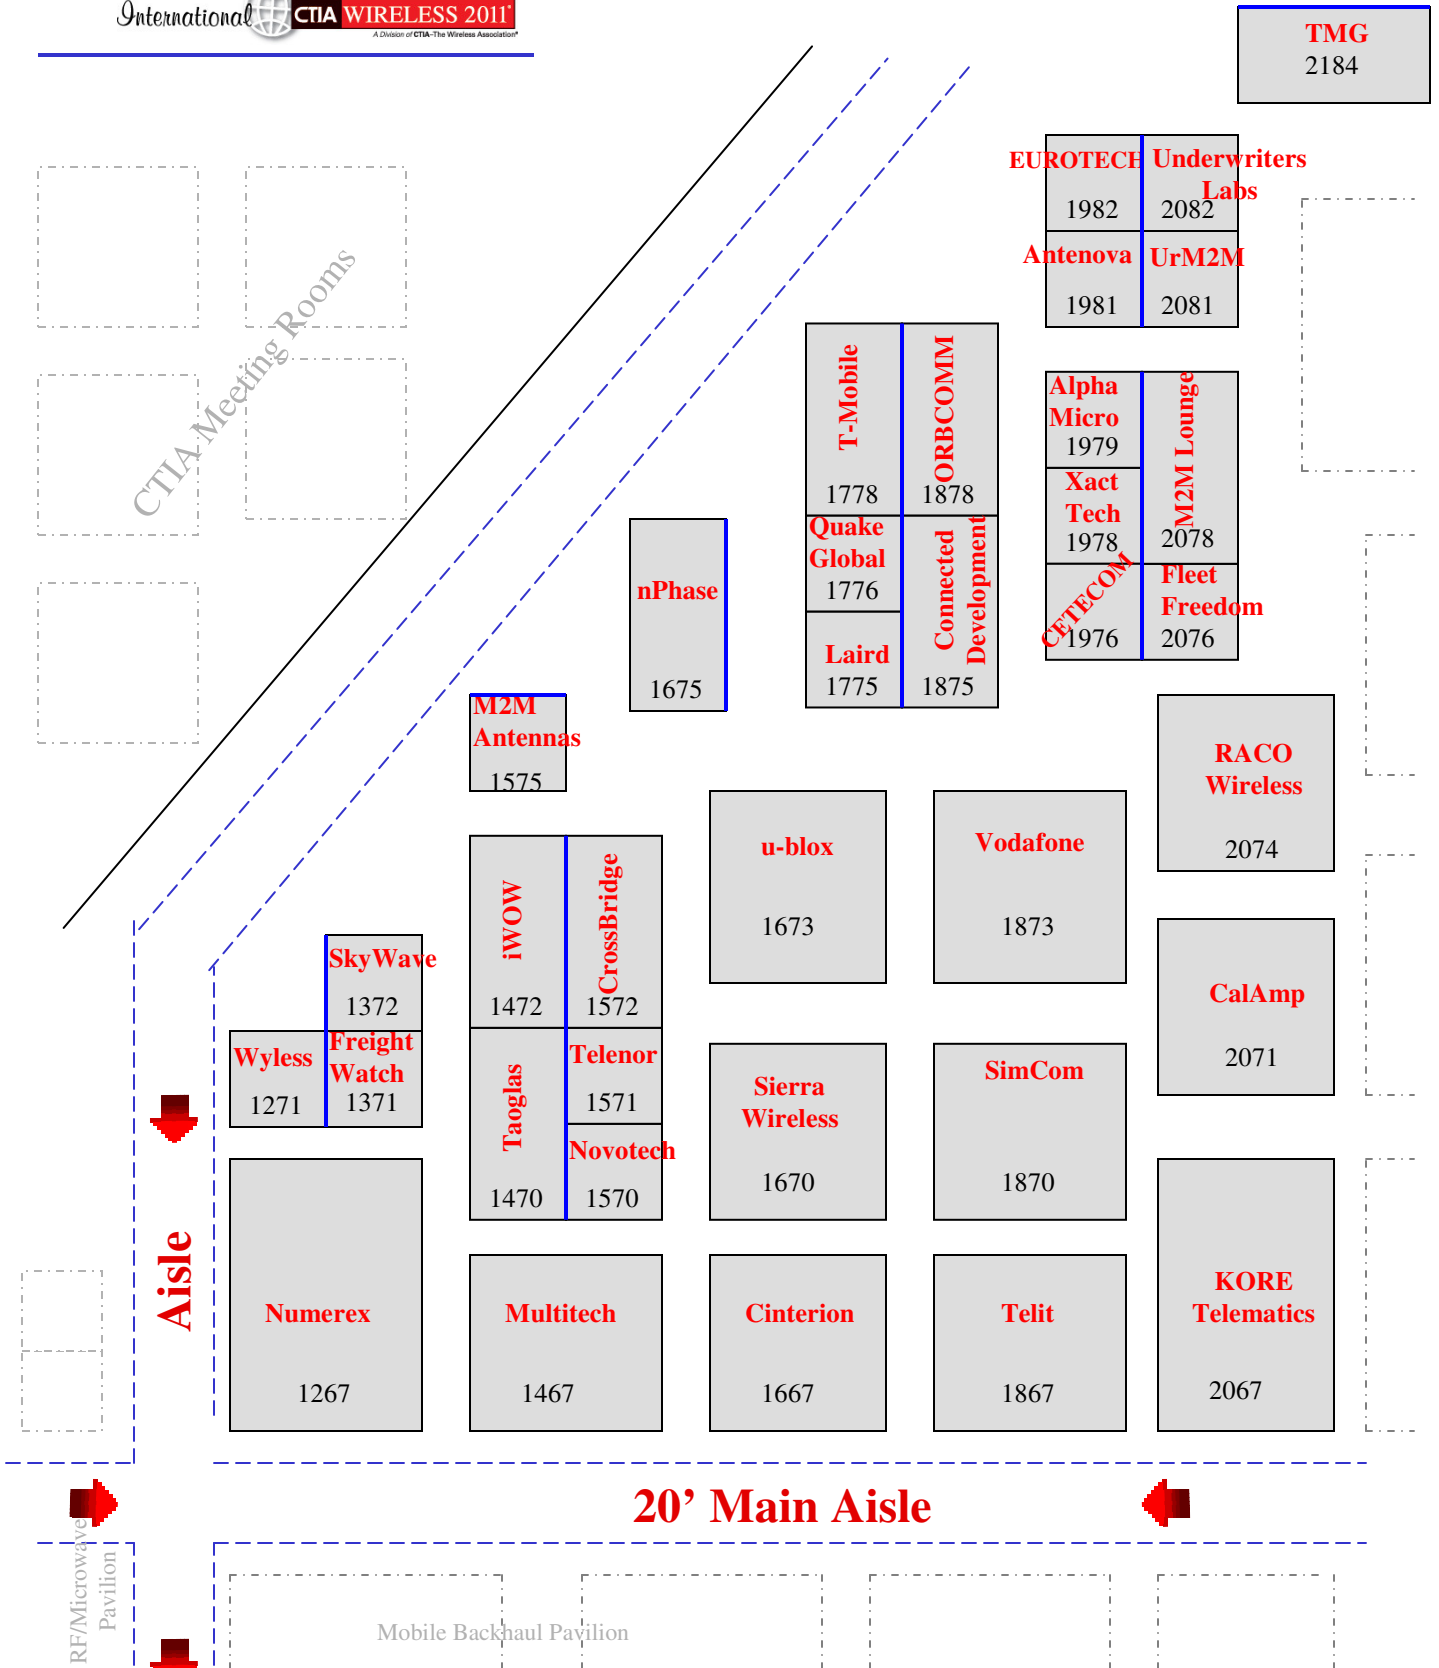 International CTIA WIRELESS 2011®
A Division of CTIA–The Wireless Association®
TMG
2184
EUROTECH
1982
Underwriters
Labs
2082
Antenova
1981
UrM2M
2081
CTIA Meeting Rooms
T-Mobile
1778
ORBCOMM
1878
Alpha
Micro
1979
M2M Lounge
2078
Xact
Tech
1978
Quake
Global
1776
Connected
Development
1875
CETECOM
1976
Fleet
Freedom
2076
nPhase
1675
Laird
1775
M2M
Antennas
1575
RACO
Wireless
2074
iWOW
1472
CrossBridge
1572
u-blox
1673
Vodafone
1873
SkyWave
1372
CalAmp
2071
Wyless
1271
Freight
Watch
1371
Taoglas
1470
Telenor
1571
Novotech
1570
Sierra
Wireless
1670
SimCom
1870
Aisle
Numerex
1267
Multitech
1467
Cinterion
1667
Telit
1867
KORE
Telematics
2067
20’ Main Aisle
RF/Microwave
Pavilion
Mobile Backhaul Pavilion